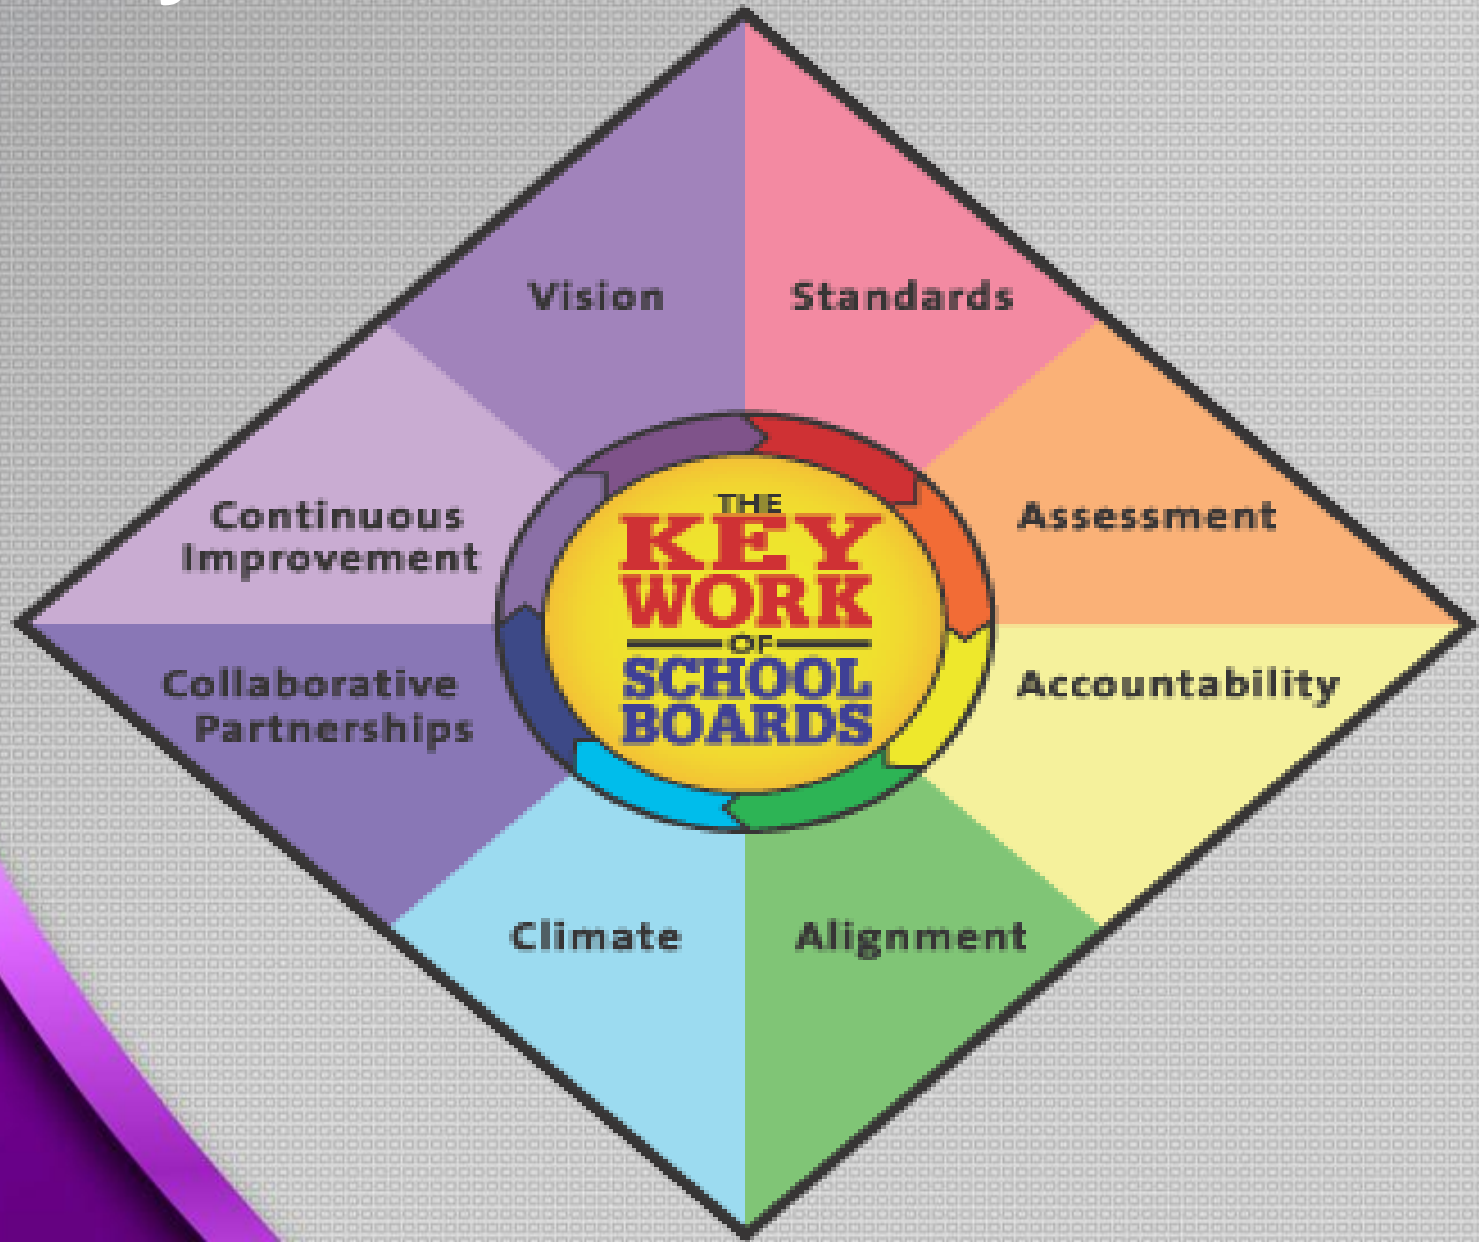 Vision
Standards
Continuous
Improvement
Assessment
THE
KEY
WORK
OF
SCHOOL
BOARDS
Collaborative
Partnerships
Accountability
Climate
Alignment